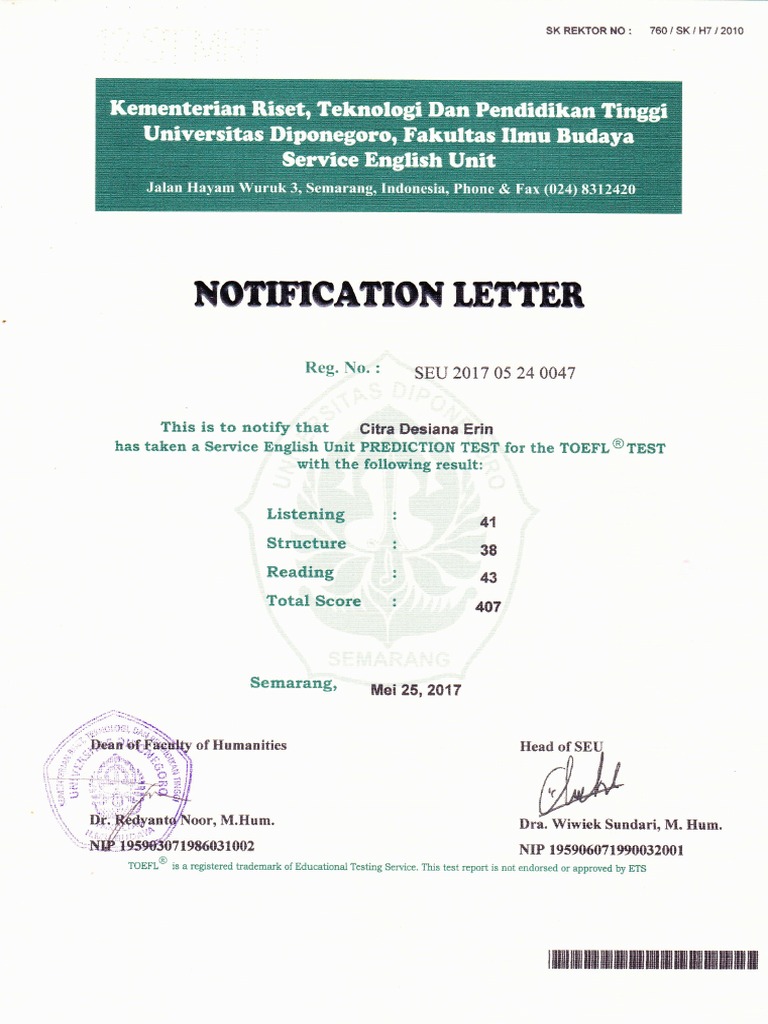 SK REKTOR NO : 760 / SK / H7 / 2010
Kementerian Riset, Teknologi Dan Pendidikan Tinggi
Universitas Diponegoro, Fakultas Ilmu Budaya
Service English Unit
Jalan Hayam Wuruk 3, Semarang, Indonesia, Phone & Fax (024) 8312420
NOTIFICATION LETTER
Reg. No. : SEU 2017 05 24 0047
This is to notify that Citra Desiana Erin
has taken a Service English Unit PREDICTION TEST for the TOEFL® TEST
with the following result:
Listening : 41
Structure : 38
Reading : 43
Total Score : 407
UNIVERSITAS DIPONEGORO
SEMARANG
Semarang, Mei 25, 2017
Dean of Faculty of Humanities
Head of SEU
UNIVERSITAS DIPONEGORO
Dr. Redyanto Noor, M.Hum.
Dra. Wiwiek Sundari, M. Hum.
NIP 195903071986031002
NIP 195906071990032001
TOEFL® is a registered trademark of Educational Testing Service. This test report is not endorsed or approved by ETS